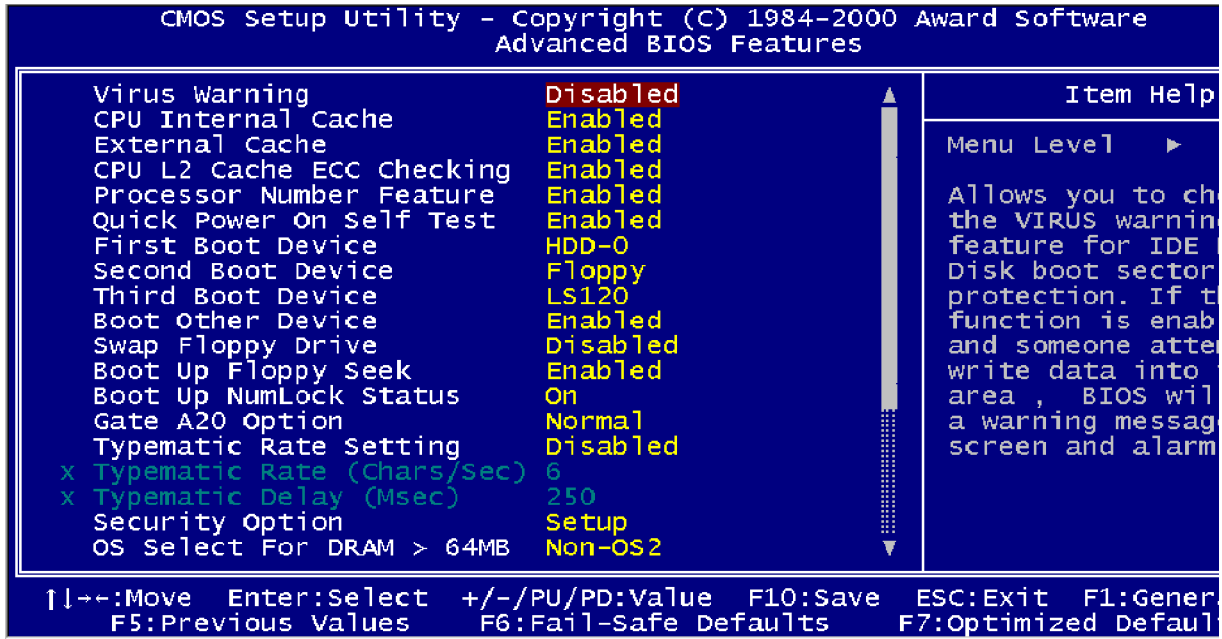 CMOS Setup Utility – Copyright (C) 1984–2000 Award Software
Advanced BIOS Features
Virus Warning Disabled
CPU Internal Cache Enabled
External Cache Enabled
CPU L2 Cache ECC Checking Enabled
Processor Number Feature Enabled
Quick Power On Self Test Enabled
First Boot Device HDD–0
Second Boot Device Floppy
Third Boot Device LS120
Boot Other Device Enabled
Swap Floppy Drive Disabled
Boot Up Floppy Seek Enabled
Boot Up NumLock Status On
Gate A20 Option Normal
Typematic Rate Setting Disabled
x Typematic Rate (Chars/Sec) 6
x Typematic Delay (Msec) 250
Security Option Setup
OS Select For DRAM > 64MB Non–OS2
Item Help
Menu Level ►
Allows you to
the VIRUS
feature for IDE
Disk boot sector
protection. If
function is
and someone
write data into
area , BIOS
a warning
screen and alarm
↑↓→←:Move Enter:Select +/–/PU/PD:Value F10:Save ESC:Exit
F5:Previous Values F6:Fail–Safe Defaults F7:Optimized